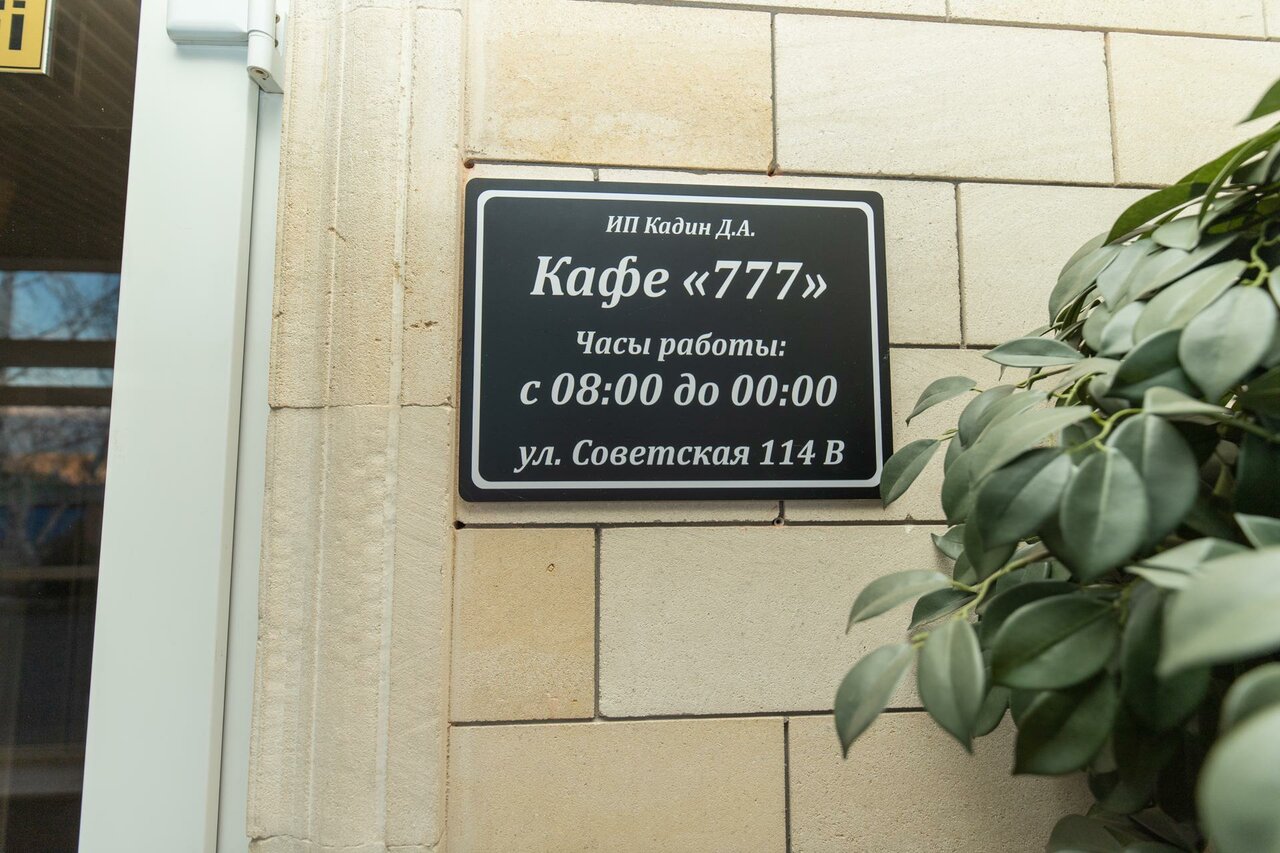 ИП Кадин Д.А.
Кафе «777»
Часы работы:
с 08:00 до 00:00
ул. Советская 114 В